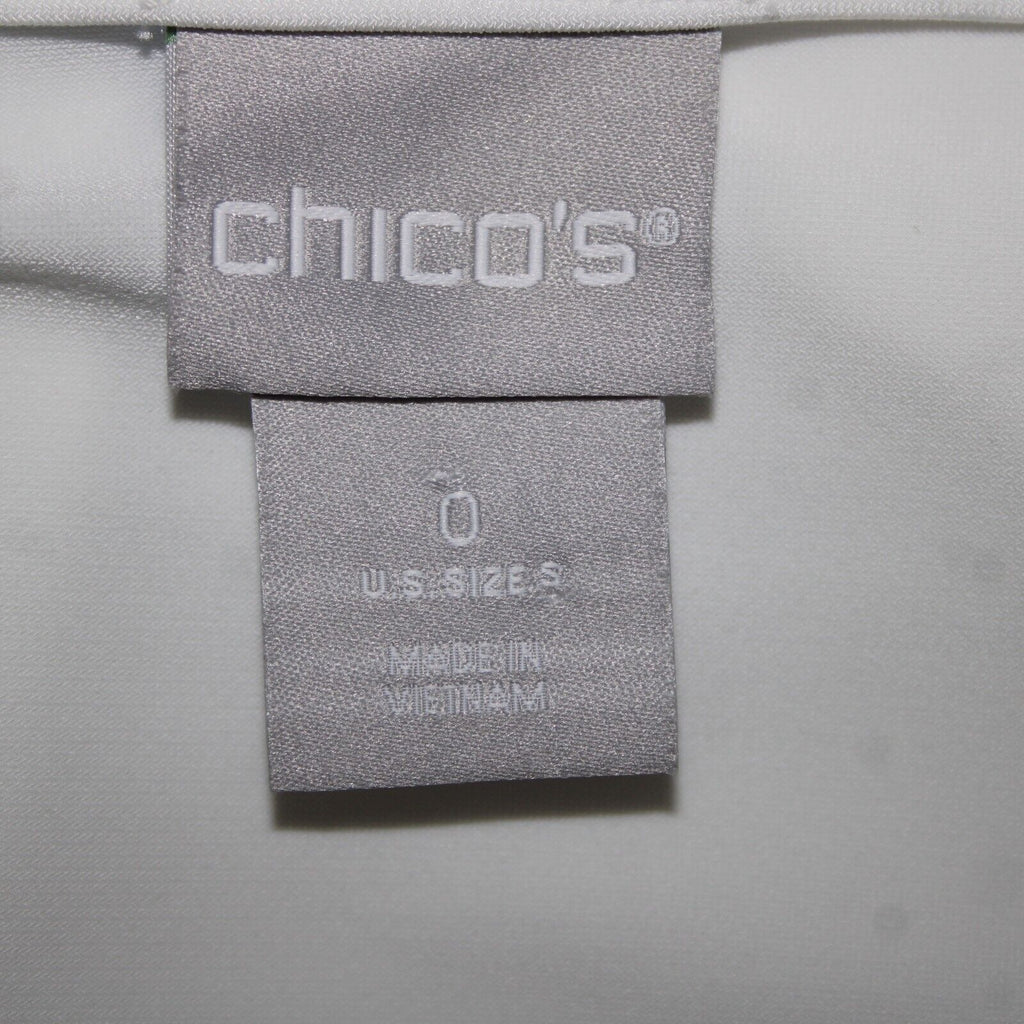 chico's®
0
U.S. SIZE S
MADE IN
VIETNAM